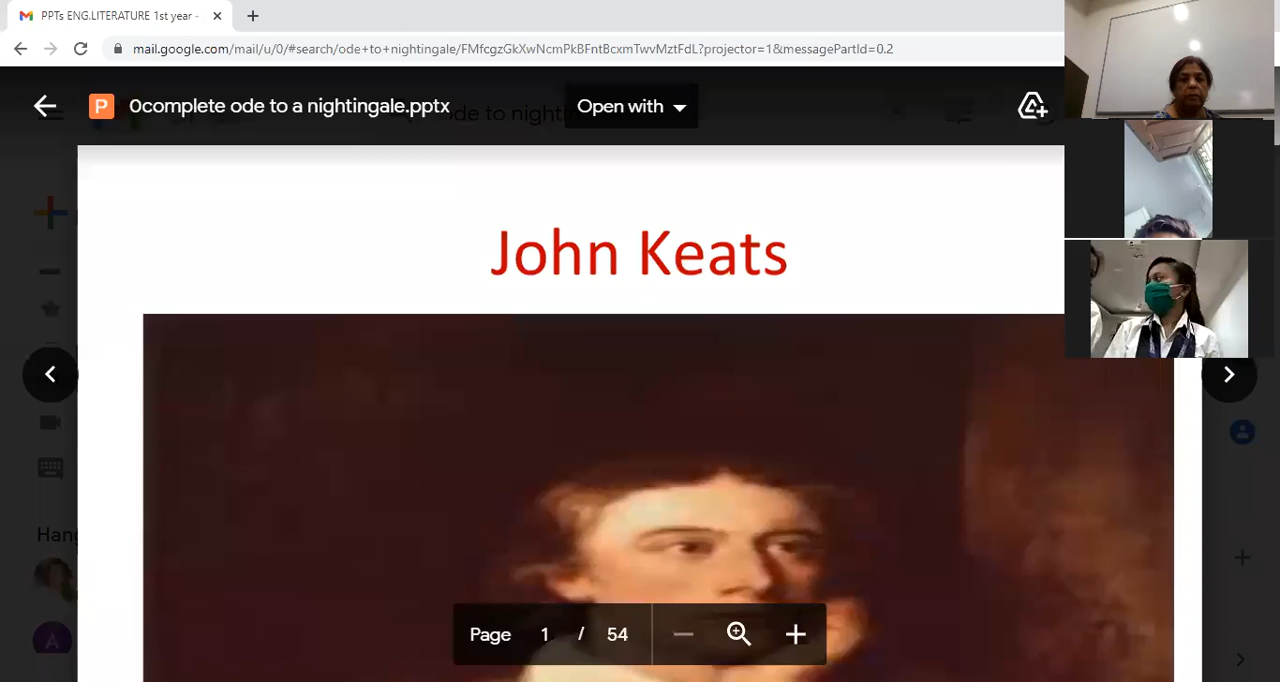 PPTs ENG.LITERATURE 1st year -
mail.google.com/mail/u/0/#search/ode+to+nightingale/FMfcgzGkXwNcmPkBFntBcxmTwvMztFdL?projector=1&messagePartId=0.2
P 0complete ode to a nightingale.pptx
Open with
John Keats
Hang
A
Page 1 / 54